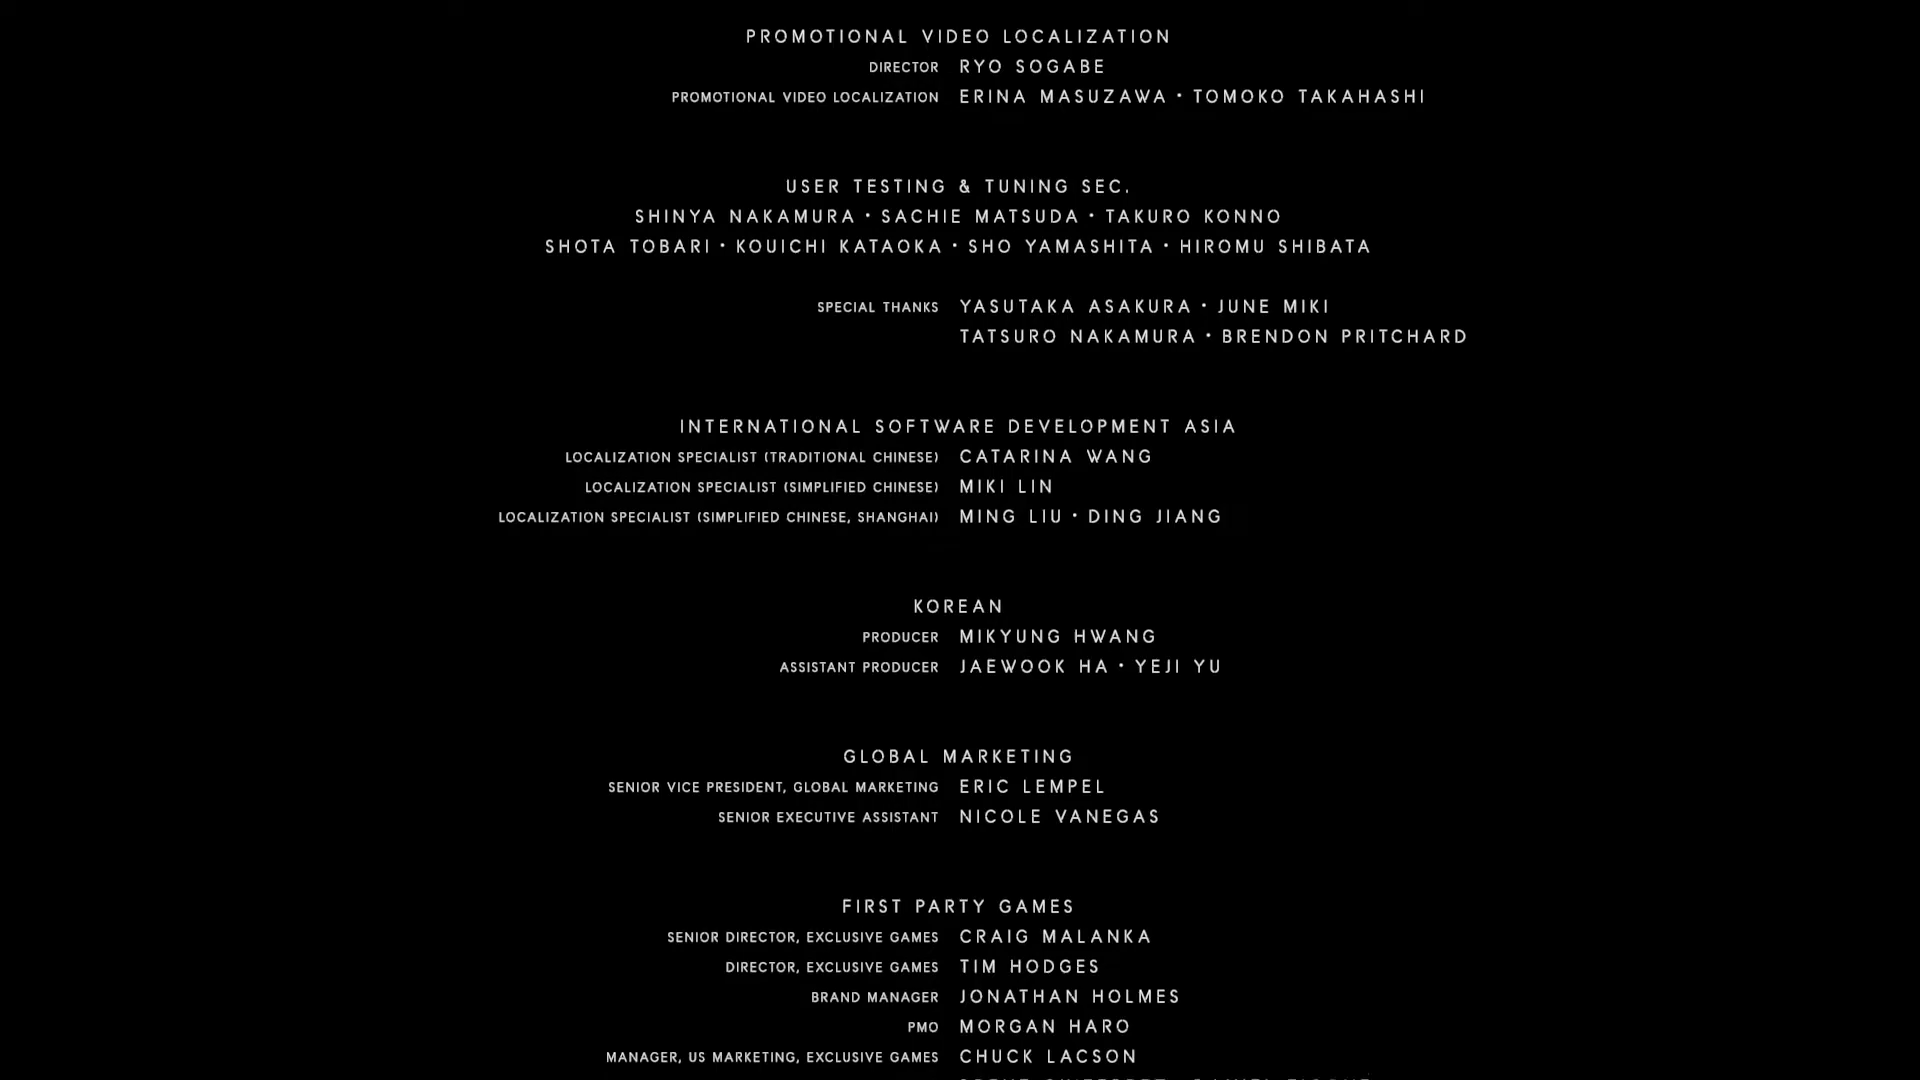 PROMOTIONAL VIDEO LOCALIZATION
DIRECTOR RYO SOGABE
PROMOTIONAL VIDEO LOCALIZATION ERINA MASUZAWA • TOMOKO TAKAHASHI
USER TESTING & TUNING SEC.
SHINYA NAKAMURA • SACHIE MATSUDA • TAKURO KONNO
SHOTA TOBARI • KOUICHI KATAOKA • SHO YAMASHITA • HIROMU SHIBATA
SPECIAL THANKS YASUTAKA ASAKURA • JUNE MIKI
TATSURO NAKAMURA • BRENDON PRITCHARD
INTERNATIONAL SOFTWARE DEVELOPMENT ASIA
LOCALIZATION SPECIALIST (TRADITIONAL CHINESE) CATARINA WANG
LOCALIZATION SPECIALIST (SIMPLIFIED CHINESE) MIKI LIN
LOCALIZATION SPECIALIST (SIMPLIFIED CHINESE, SHANGHAI) MING LIU • DING JIANG
KOREAN
PRODUCER MIKYUNG HWANG
ASSISTANT PRODUCER JAEWOOK HA • YEJI YU
GLOBAL MARKETING
SENIOR VICE PRESIDENT, GLOBAL MARKETING ERIC LEMPEL
SENIOR EXECUTIVE ASSISTANT NICOLE VANEGAS
FIRST PARTY GAMES
SENIOR DIRECTOR, EXCLUSIVE GAMES CRAIG MALANKA
DIRECTOR, EXCLUSIVE GAMES TIM HODGES
BRAND MANAGER JONATHAN HOLMES
PMO MORGAN HARO
MANAGER, US MARKETING, EXCLUSIVE GAMES CHUCK LACSON